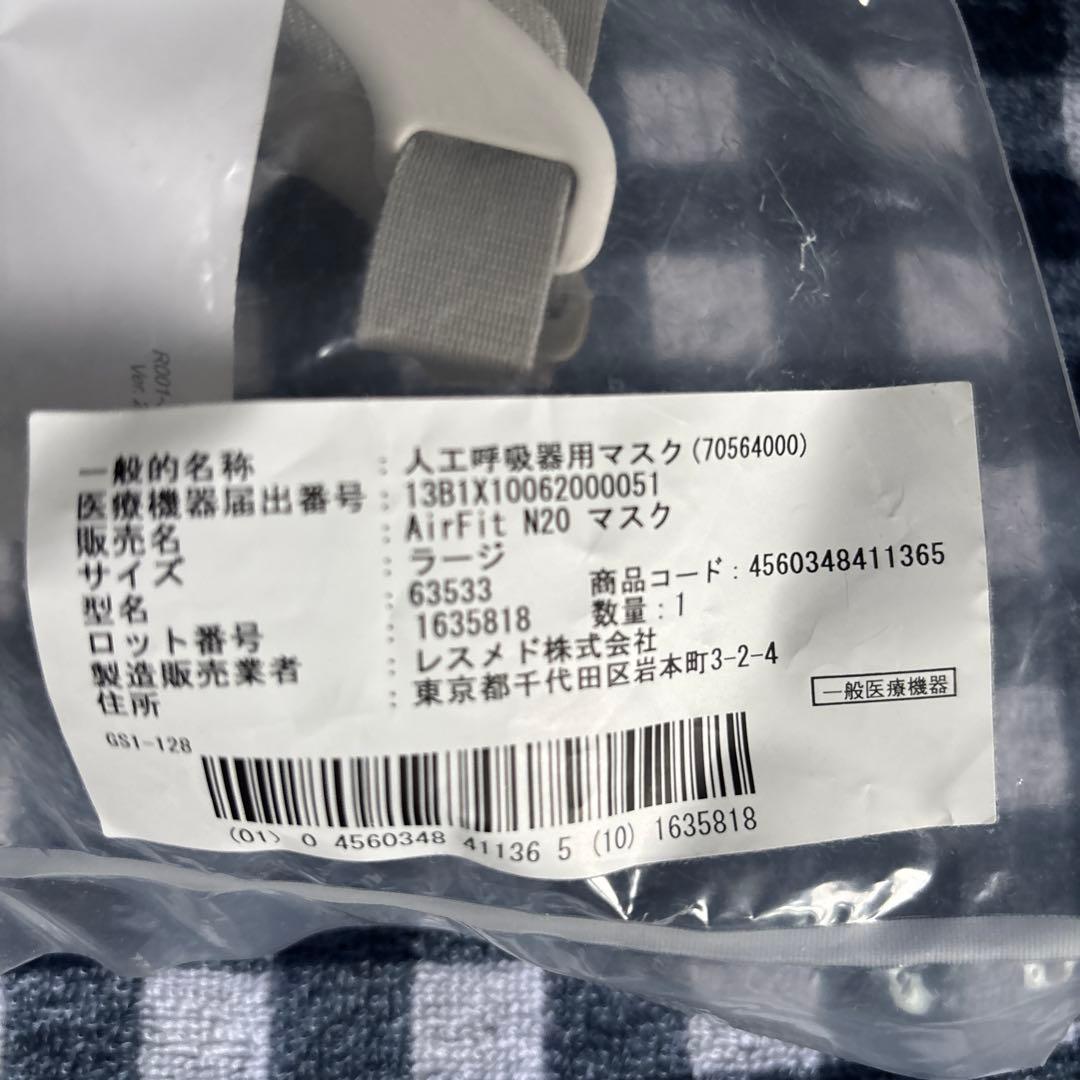 R001-
Ver.
一般的名称 : 人工呼吸器用マスク(70564000)
医療機器届出番号 : 13B1X10062000051
販売名 : AirFit N20 マスク
サイズ : ラージ
型名 : 63533 商品コード : 4560348411365
ロット番号 : 1635818 数量 : 1
製造販売業者 : レスメド株式会社
住所 : 東京都千代田区岩本町3-2-4
一般医療機器
GS1-128
(01) 0 4560348 41136 5 (10) 1635818